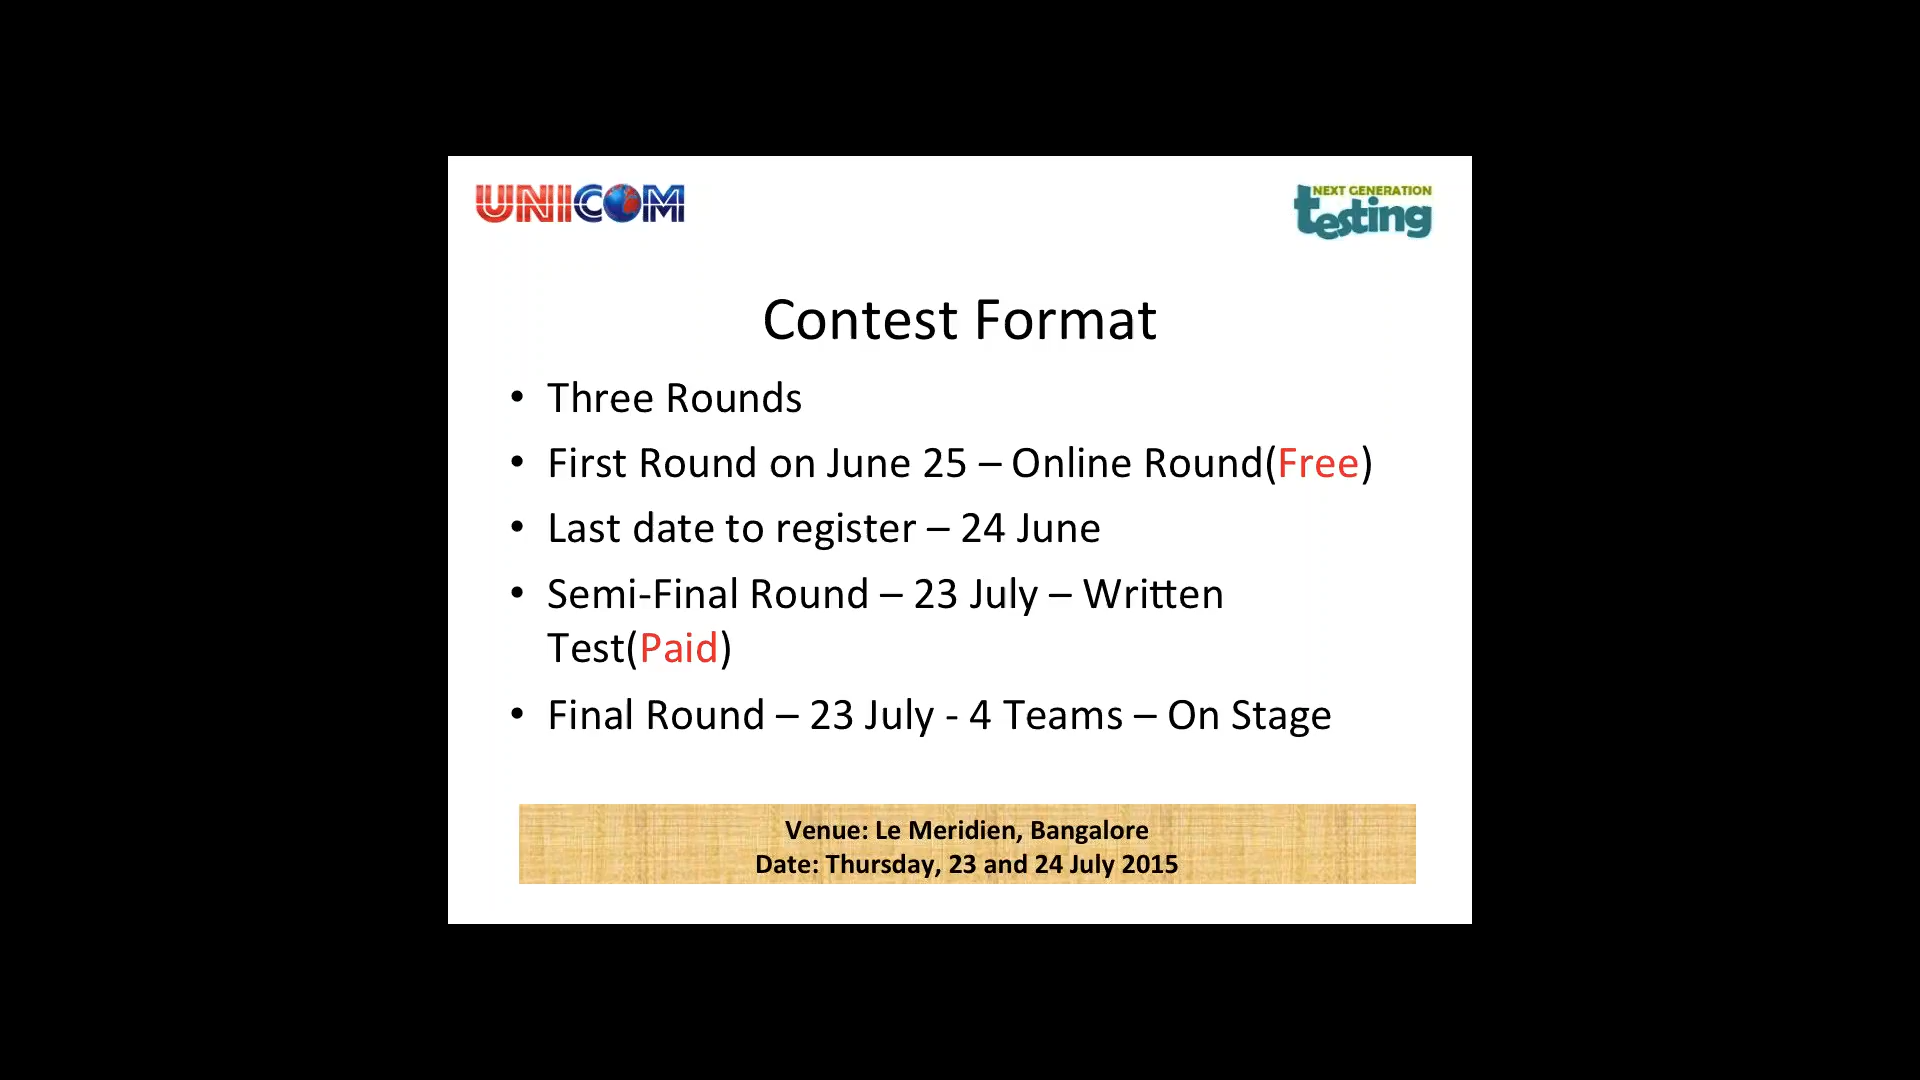 UNICOM
NEXT GENERATION
testing
Contest Format
• Three Rounds
• First Round on June 25 – Online Round(Free)
• Last date to register – 24 June
• Semi-Final Round – 23 July – Written
Test(Paid)
• Final Round – 23 July - 4 Teams – On Stage
Venue: Le Meridien, Bangalore
Date: Thursday, 23 and 24 July 2015